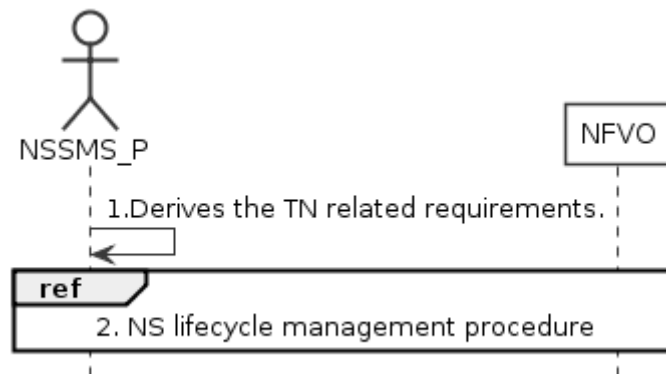 NSSMS_P
NFVO
1.Derives the TN related requirements.
ref
2. NS lifecycle management procedure